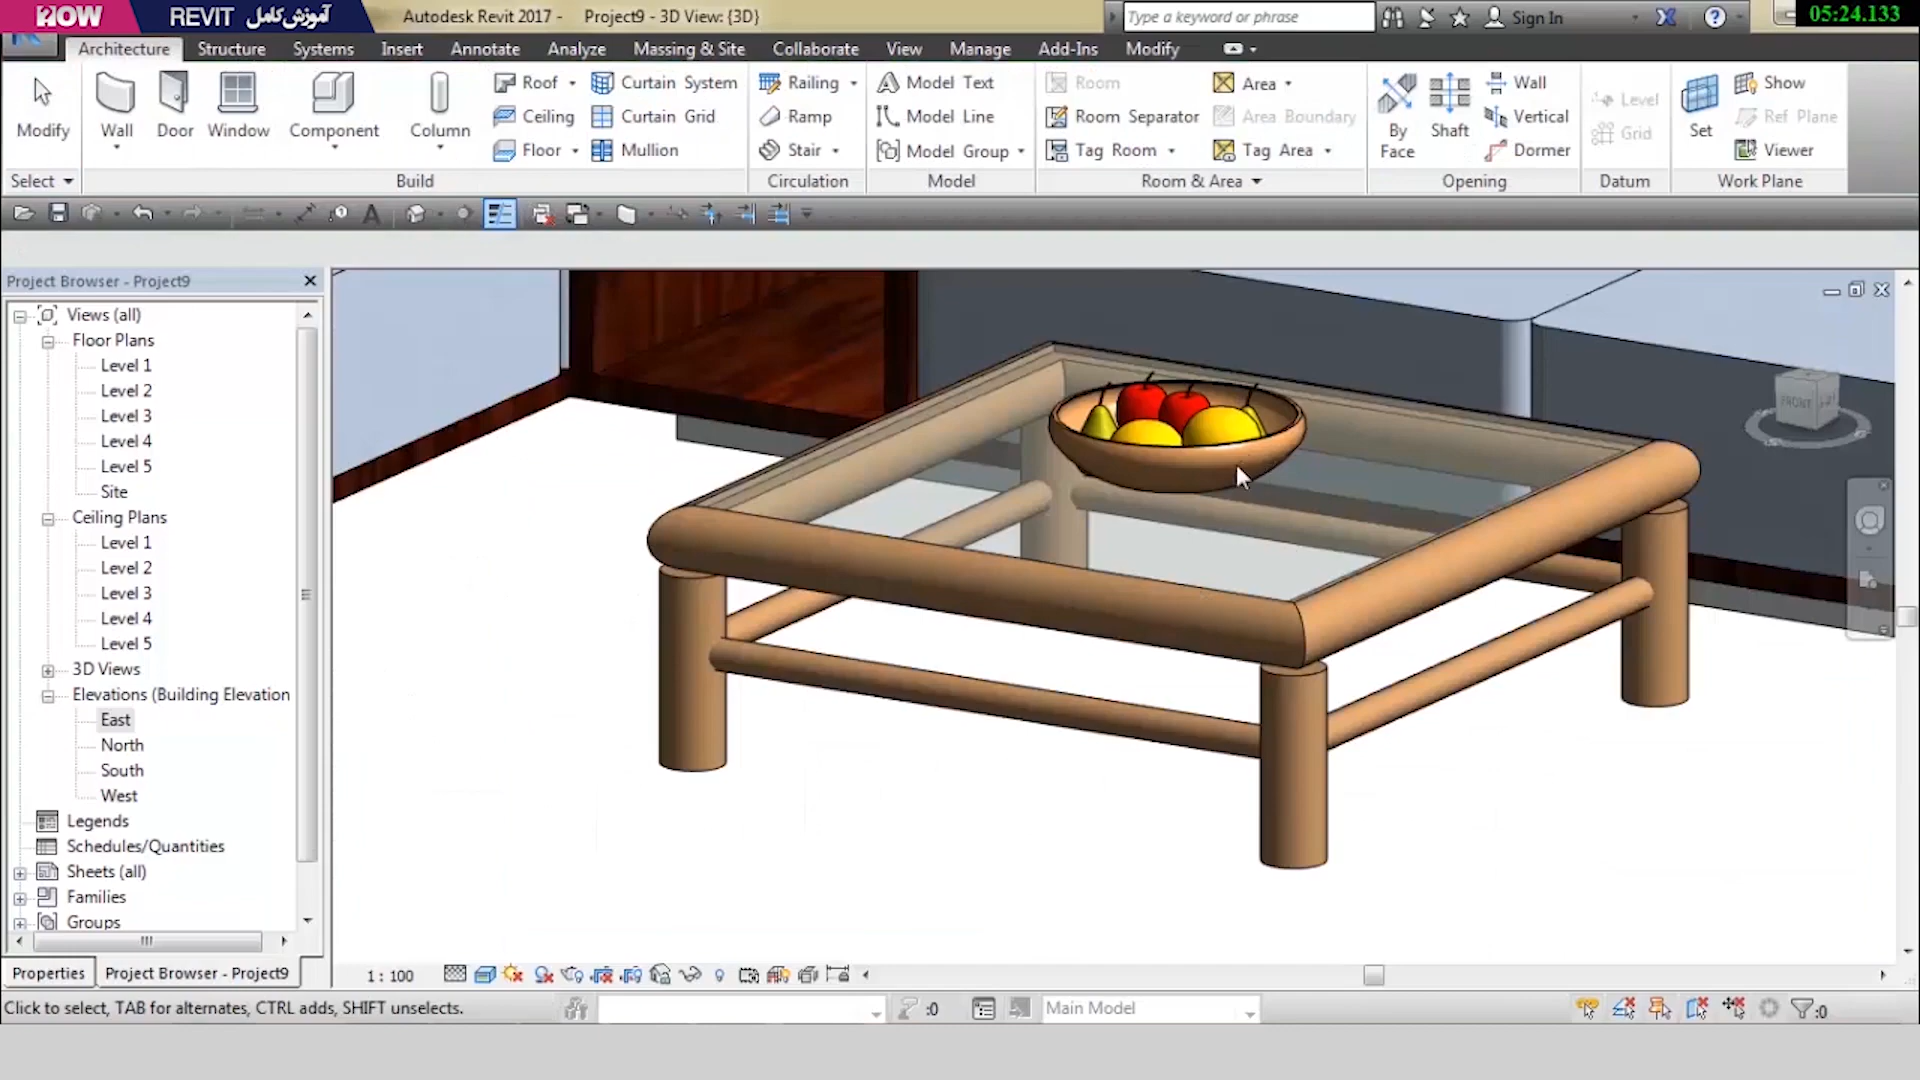 2NOW REVIT آموزش کامل
Autodesk Revit 2017 - Project9 - 3D View: {3D}
Type a keyword or phrase
Sign In
05:24.133
Architecture Structure Systems Insert Annotate Analyze Massing & Site Collaborate View Manage Add-Ins Modify
Modify
Wall
Door
Window
Component
Column
Roof
Ceiling
Floor
Curtain System
Curtain Grid
Mullion
Railing
Ramp
Stair
Model Text
Model Line
Model Group
Room
Room Separator
Tag Room
Area
Area Boundary
Tag Area
By Face
Shaft
Wall
Vertical
Dormer
Level
Grid
Set
Show
Ref Plane
Viewer
Select Build Circulation Model Room & Area Opening Datum Work Plane
Project Browser - Project9
Views (all)
Floor Plans
Level 1
Level 2
Level 3
Level 4
Level 5
Site
Ceiling Plans
Level 1
Level 2
Level 3
Level 4
Level 5
3D Views
Elevations (Building Elevation
East
North
South
West
Legends
Schedules/Quantities
Sheets (all)
Families
Groups
FRONT
Properties Project Browser - Project9
1 : 100
Click to select, TAB for alternates, CTRL adds, SHIFT unselects.
:0
Main Model
:0